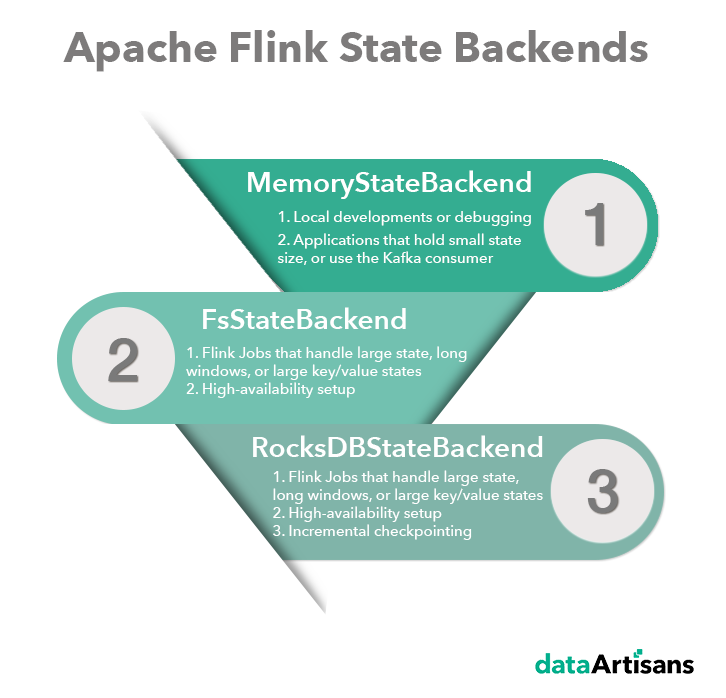 Apache Flink State Backends
MemoryStateBackend
1. Local developments or debugging
2. Applications that hold small state
size, or use the Kafka consumer
1
FsStateBackend
2
1. Flink Jobs that handle large state, long
windows, or large key/value states
2. High-availability setup
RocksDBStateBackend
1. Flink Jobs that handle large state,
long windows, or large key/value states
2. High-availability setup
3. Incremental checkpointing
3
dataArtisans